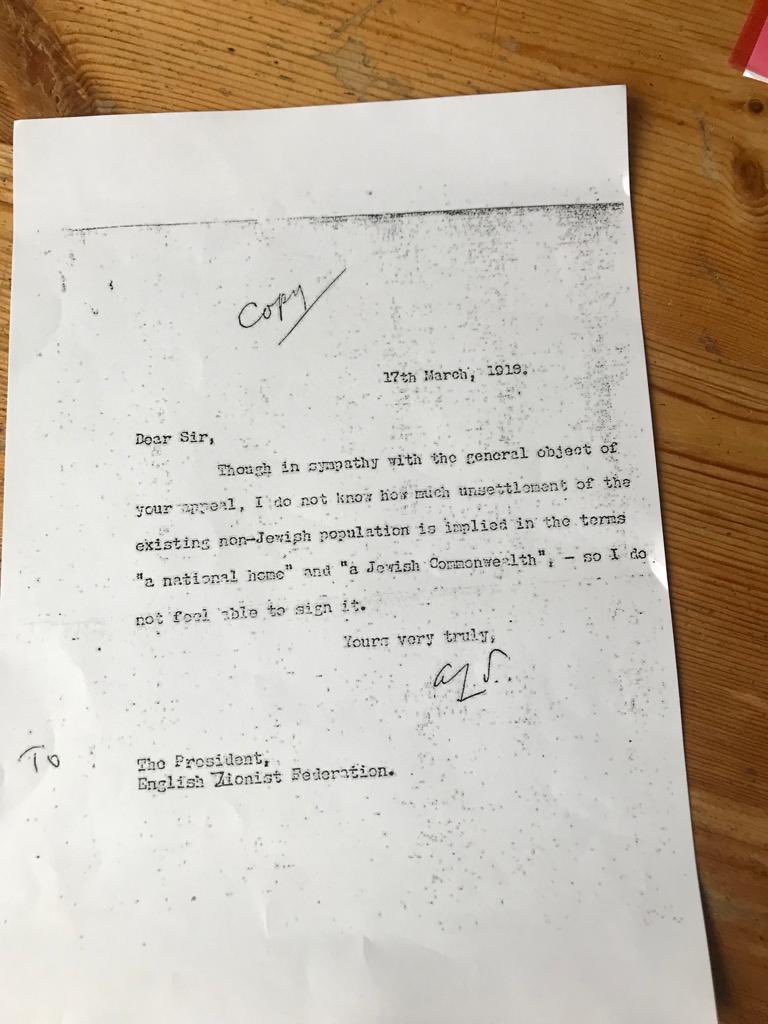 Copy
17th March, 1919.
Dear Sir,
Though in sympathy with the general object of
your appeal, I do not know how much unsettlement of the
existing non-Jewish population is implied in the terms
"a national home" and "a Jewish Commonwealth", - so I do
not feel able to sign it.
Yours very truly,
To
The President,
English Zionist Federation.